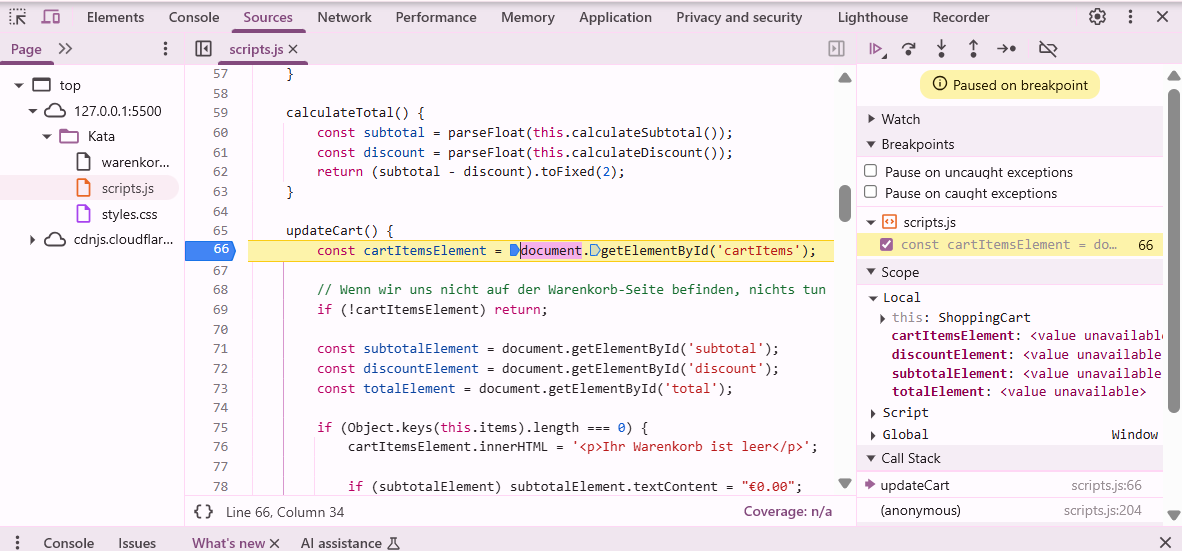 Elements Console Sources Network Performance Memory Application Privacy and security Lighthouse Recorder
Page
top
127.0.0.1:5500
Kata
warenkor...
scripts.js
styles.css
cdnjs.cloudflar...
scripts.js
57 }
58
59 calculateTotal() {
60 const subtotal = parseFloat(this.calculateSubtotal());
61 const discount = parseFloat(this.calculateDiscount());
62 return (subtotal - discount).toFixed(2);
63 }
64
65 updateCart() {
66 const cartItemsElement = document.getElementById('cartItems');
67
68 // Wenn wir uns nicht auf der Warenkorb-Seite befinden, nichts tun
69 if (!cartItemsElement) return;
70
71 const subtotalElement = document.getElementById('subtotal');
72 const discountElement = document.getElementById('discount');
73 const totalElement = document.getElementById('total');
74
75 if (Object.keys(this.items).length === 0) {
76 cartItemsElement.innerHTML = '<p>Ihr Warenkorb ist leer</p>';
77
78 if (subtotalElement) subtotalElement.textContent = "€0.00";
{} Line 66, Column 34 Coverage: n/a
Paused on breakpoint
Watch
Breakpoints
Pause on uncaught exceptions
Pause on caught exceptions
scripts.js
const cartItemsElement = do... 66
Scope
Local
this: ShoppingCart
cartItemsElement: <value unavailabl
discountElement: <value unavailable
subtotalElement: <value unavailable
totalElement: <value unavailable>
Script
Global Window
Call Stack
updateCart scripts.js:66
(anonymous) scripts.js:204
Console Issues What's new AI assistance